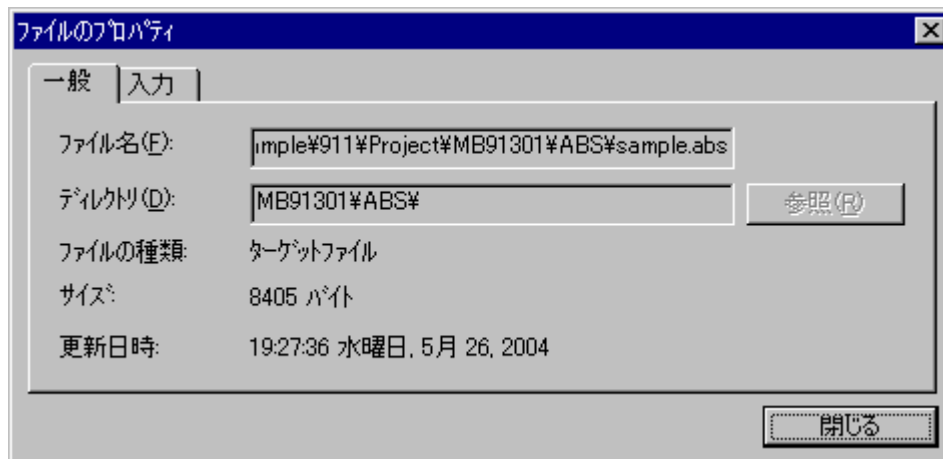 ファイルのプロパティ
一般 入力
ファイル名(F): ımple¥911¥Project¥MB91301¥ABS¥sample.abs
ディレクトリ(D): MB91301¥ABS¥ 参照(R)
ファイルの種類: ターゲットファイル
サイズ: 8405 バイト
更新日時: 19:27:36 水曜日, 5月 26, 2004
閉じる